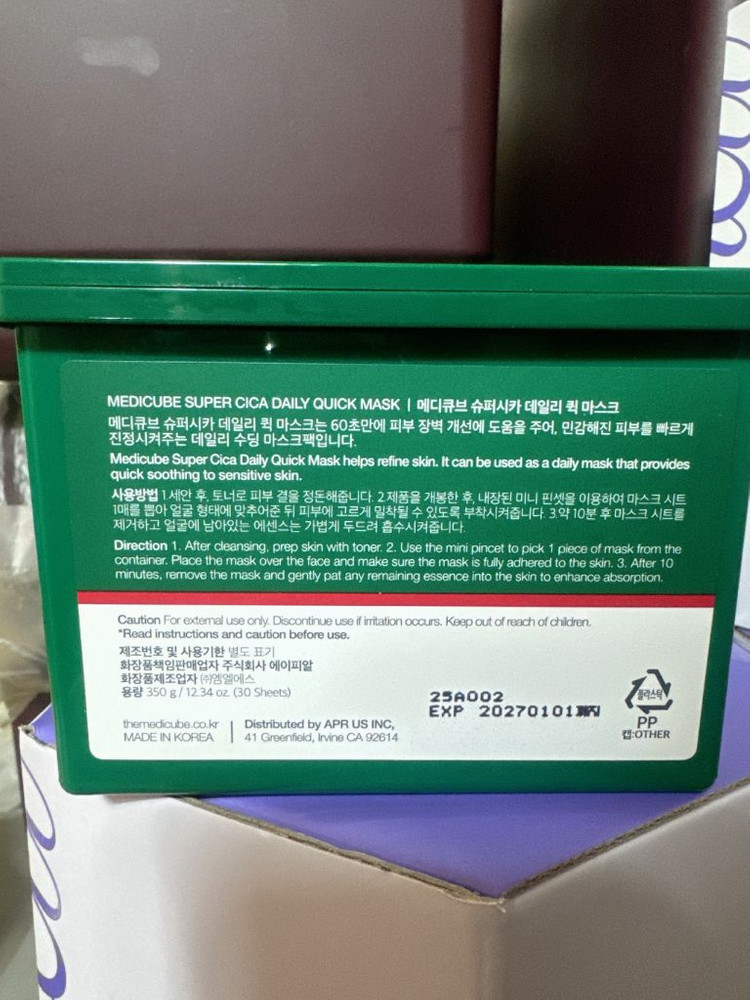 MEDICUBE SUPER CICA DAILY QUICK MASK | 메디큐브 슈퍼시카 데일리 퀵 마스크
메디큐브 슈퍼시카 데일리 퀵 마스크는 60초만에 피부 장벽 개선에 도움을 주어, 민감해진 피부를 빠르게
진정시켜주는 데일리 수딩 마스크팩입니다.
Medicube Super Cica Daily Quick Mask helps refine skin. It can be used as a daily mask that provides
quick soothing to sensitive skin.
사용방법 1.세안 후, 토너로 피부 결을 정돈해줍니다. 2.제품을 개봉한 후, 내장된 미니 핀셋을 이용하여 마스크 시트
1매를 뽑아 얼굴 형태에 맞추어준 뒤 피부에 고르게 밀착될 수 있도록 부착시켜줍니다. 3.약 10분 후 마스크 시트를
제거하고 얼굴에 남아있는 에센스는 가볍게 두드려 흡수시켜줍니다.
Direction 1. After cleansing, prep skin with toner. 2. Use the mini pincet to pick 1 piece of mask from the
container. Place the mask over the face and make sure the mask is fully adhered to the skin. 3. After 10
minutes, remove the mask and gently pat any remaining essence into the skin to enhance absorption.
Caution For external use only. Discontinue use if irritation occurs. Keep out of reach of children.
*Read instructions and caution before use.
제조번호 및 사용기한 별도 표기
화장품책임판매업자 주식회사 에이피알
화장품제조업자 ㈜엠엘에스
용량 350 g / 12.34 oz. (30 Sheets)
25A002
EXP 20270101
플라스틱
PP
캡:OTHER
themedicube.co.kr
MADE IN KOREA
Distributed by APR US INC,
41 Greenfield, Irvine CA 92614